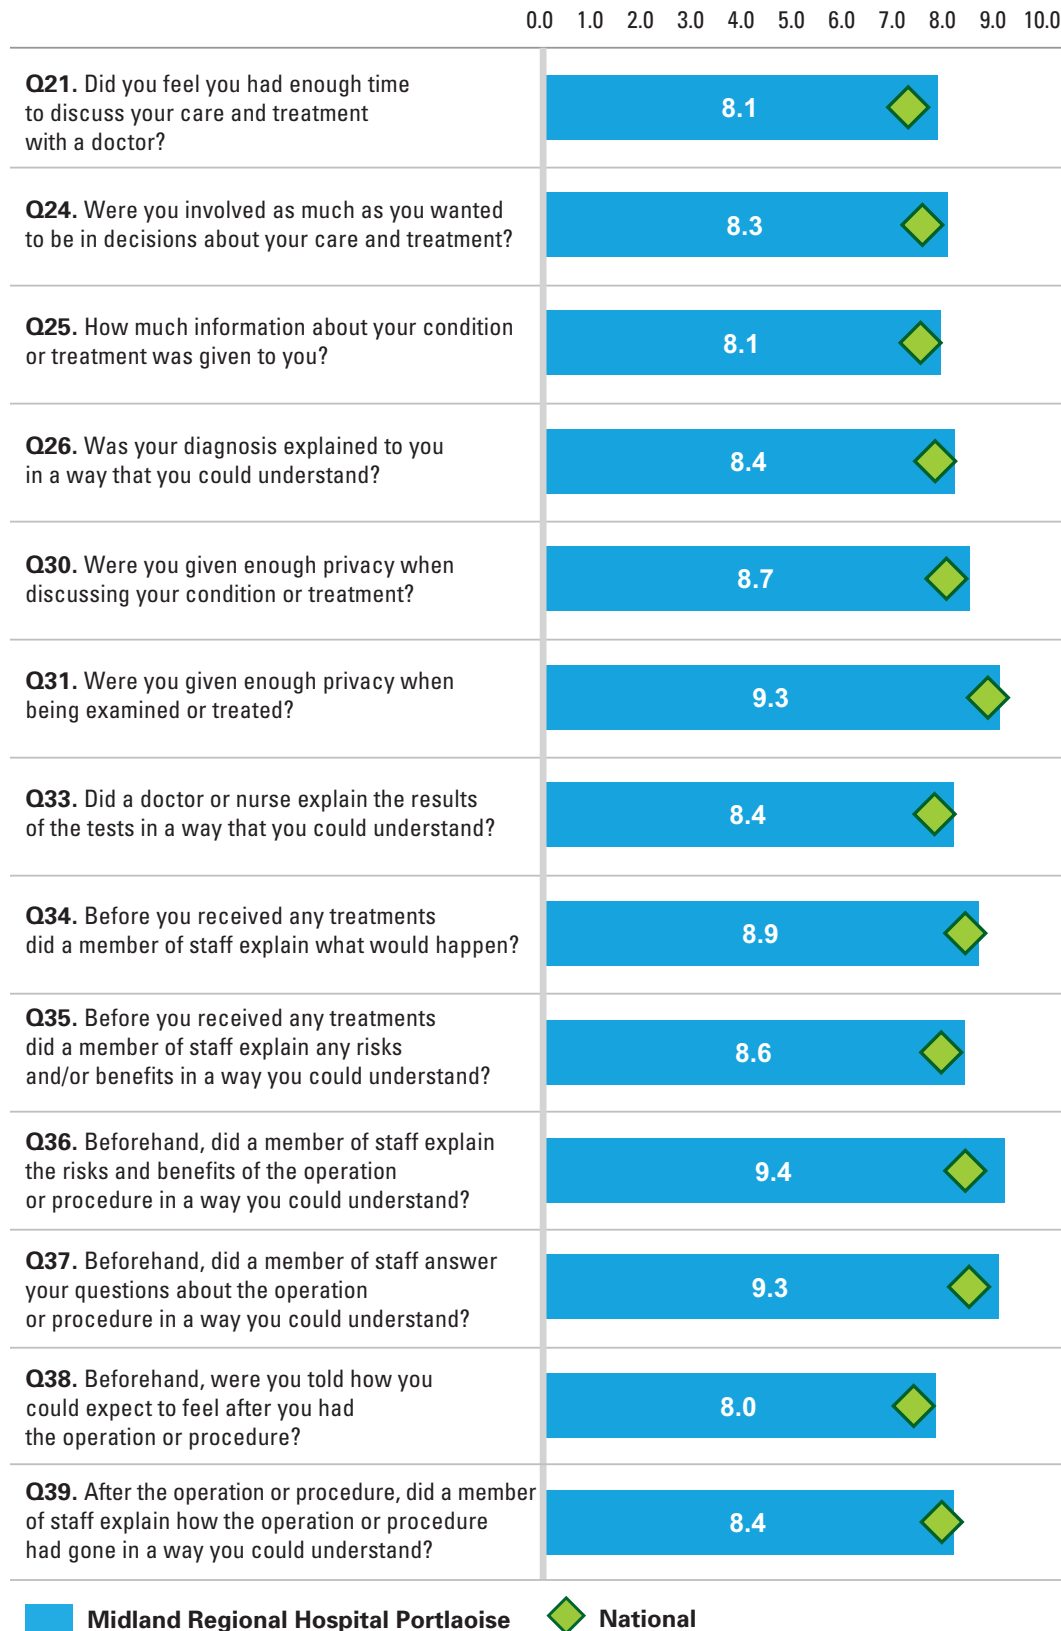 0.0 1.0 2.0 3.0 4.0 5.0 6.0 7.0 8.0 9.0 10.0
Q21. Did you feel you had enough time
to discuss your care and treatment
with a doctor?
8.1
Q24. Were you involved as much as you wanted
to be in decisions about your care and treatment?
8.3
Q25. How much information about your condition
or treatment was given to you?
8.1
Q26. Was your diagnosis explained to you
in a way that you could understand?
8.4
Q30. Were you given enough privacy when
discussing your condition or treatment?
8.7
Q31. Were you given enough privacy when
being examined or treated?
9.3
Q33. Did a doctor or nurse explain the results
of the tests in a way that you could understand?
8.4
Q34. Before you received any treatments
did a member of staff explain what would happen?
8.9
Q35. Before you received any treatments
did a member of staff explain any risks
and/or benefits in a way you could understand?
8.6
Q36. Beforehand, did a member of staff explain
the risks and benefits of the operation
or procedure in a way you could understand?
9.4
Q37. Beforehand, did a member of staff answer
your questions about the operation
or procedure in a way you could understand?
9.3
Q38. Beforehand, were you told how you
could expect to feel after you had
the operation or procedure?
8.0
Q39. After the operation or procedure, did a member
of staff explain how the operation or procedure
had gone in a way you could understand?
8.4
Midland Regional Hospital Portlaoise National